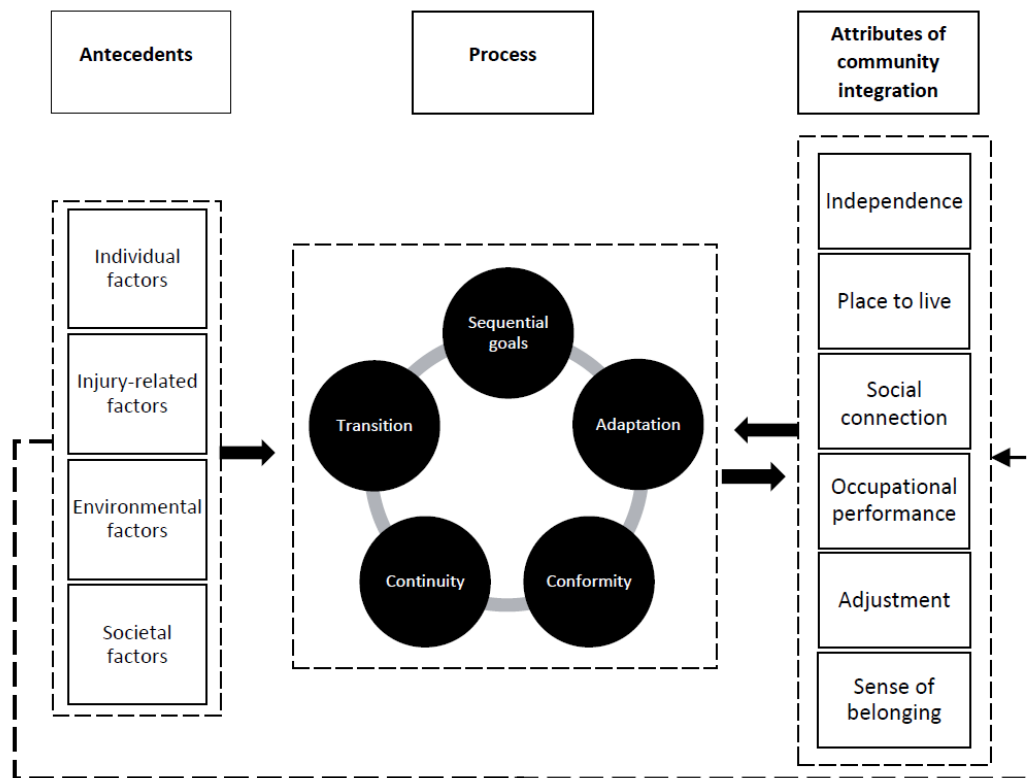 Antecedents
Process
Attributes of
community
integration
Individual
factors
Injury-related
factors
Environmental
factors
Societal
factors
Sequential
goals
Transition
Adaptation
Continuity
Conformity
Independence
Place to live
Social
connection
Occupational
performance
Adjustment
Sense of
belonging